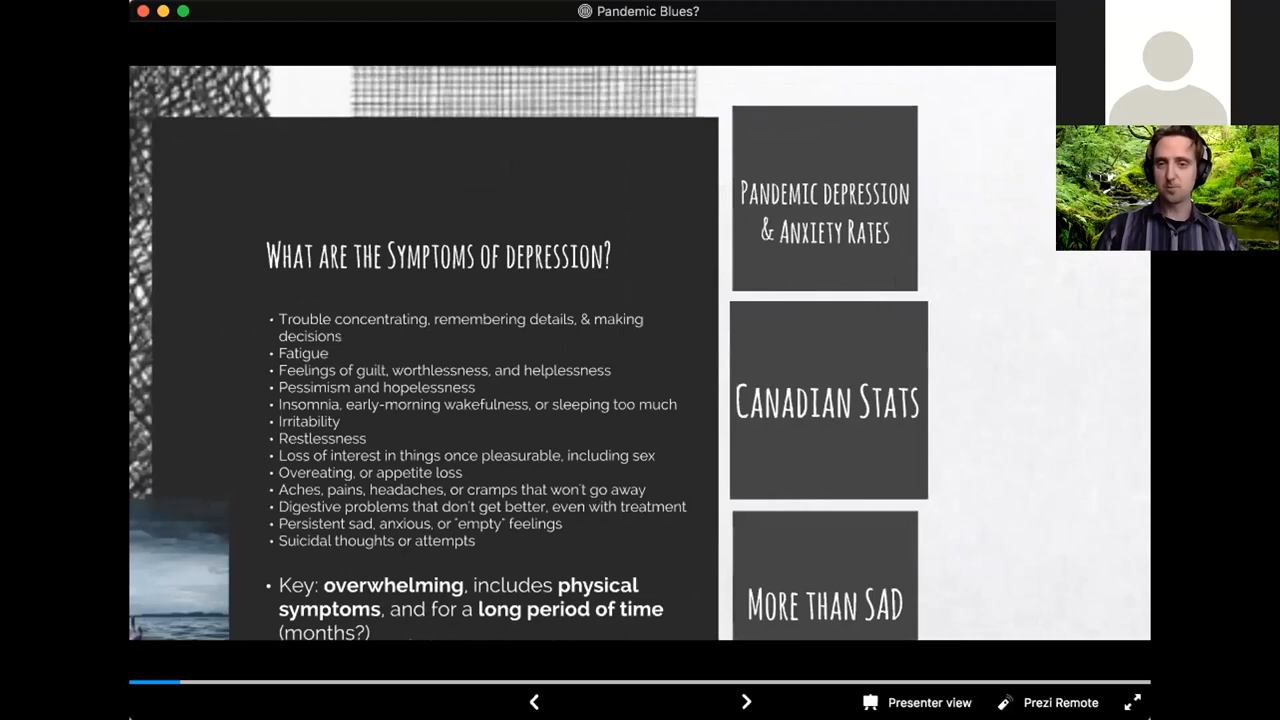 Pandemic Blues?
What are the Symptoms of depression?
• Trouble concentrating, remembering details, & making
decisions
• Fatigue
• Feelings of guilt, worthlessness, and helplessness
• Pessimism and hopelessness
• Insomnia, early-morning wakefulness, or sleeping too much
• Irritability
• Restlessness
• Loss of interest in things once pleasurable, including sex
• Overeating, or appetite loss
• Aches, pains, headaches, or cramps that won't go away
• Digestive problems that don't get better, even with treatment
• Persistent sad, anxious, or "empty" feelings
• Suicidal thoughts or attempts
• Key: overwhelming, includes physical
symptoms, and for a long period of time
(months?)
Pandemic depression
& Anxiety Rates
Canadian Stats
More than SAD
Presenter view
Prezi Remote